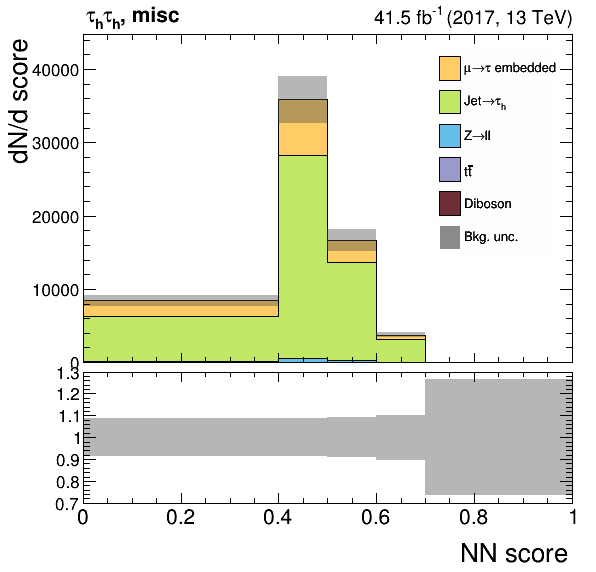 τhτh, misc
41.5 fb⁻¹ (2017, 13 TeV)
dN/d score
40000
30000
20000
10000
0
μ→τ embedded
Jet→τh
Z→ll
tt̅
Diboson
Bkg. unc.
1.3
1.2
1.1
1
0.9
0.8
0.7
0 0.2 0.4 0.6 0.8 1
NN score